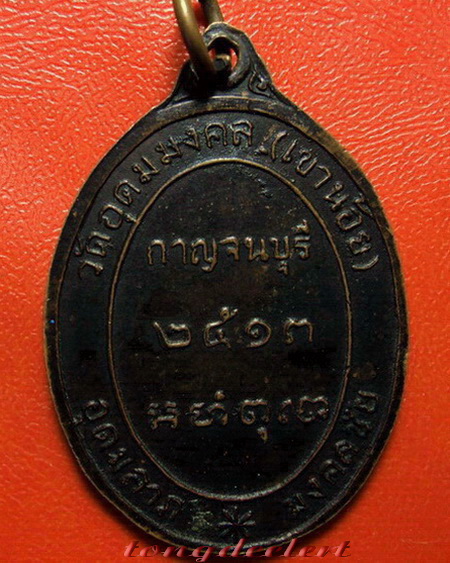 วัดอุดมมงคล (เขาน้อย)
กาญจนบุรี
๒๕๑๓
อุดมลาภ
มงคลชัย
tongdeelert